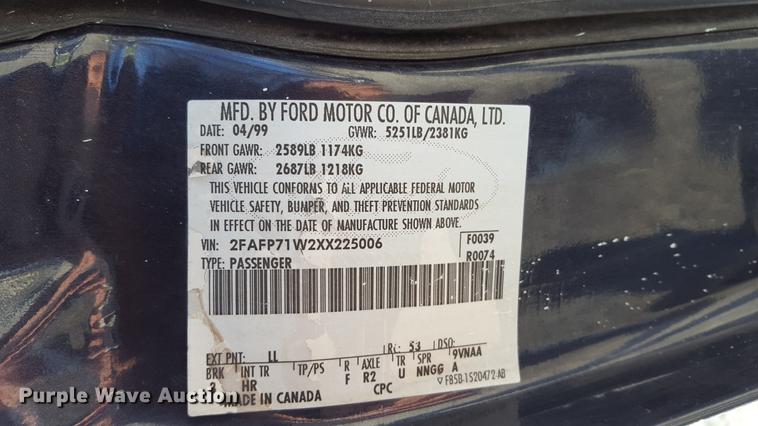 MFD. BY FORD MOTOR CO. OF CANADA, LTD.
DATE: 04/99 GVWR: 5251LB/2381KG
FRONT GAWR: 2589LB 1174KG
REAR GAWR: 2687LB 1218KG
THIS VEHICLE CONFORMS TO ALL APPLICABLE FEDERAL MOTOR
VEHICLE SAFETY, BUMPER, AND THEFT PREVENTION STANDARDS
IN EFFECT ON THE DATE OF MANUFACTURE SHOWN ABOVE.
VIN: 2FAFP71W2XX225006 F0039
TYPE: PASSENGER R0074
EXT PNT: LL RC: 53 DSO:
BRK INT TR TP/PS R AXLE TR SPR 9VNAA
3 HR F R2 U NNGG A
MADE IN CANADA CPC F85B-1520472-AB
Purple Wave Auction